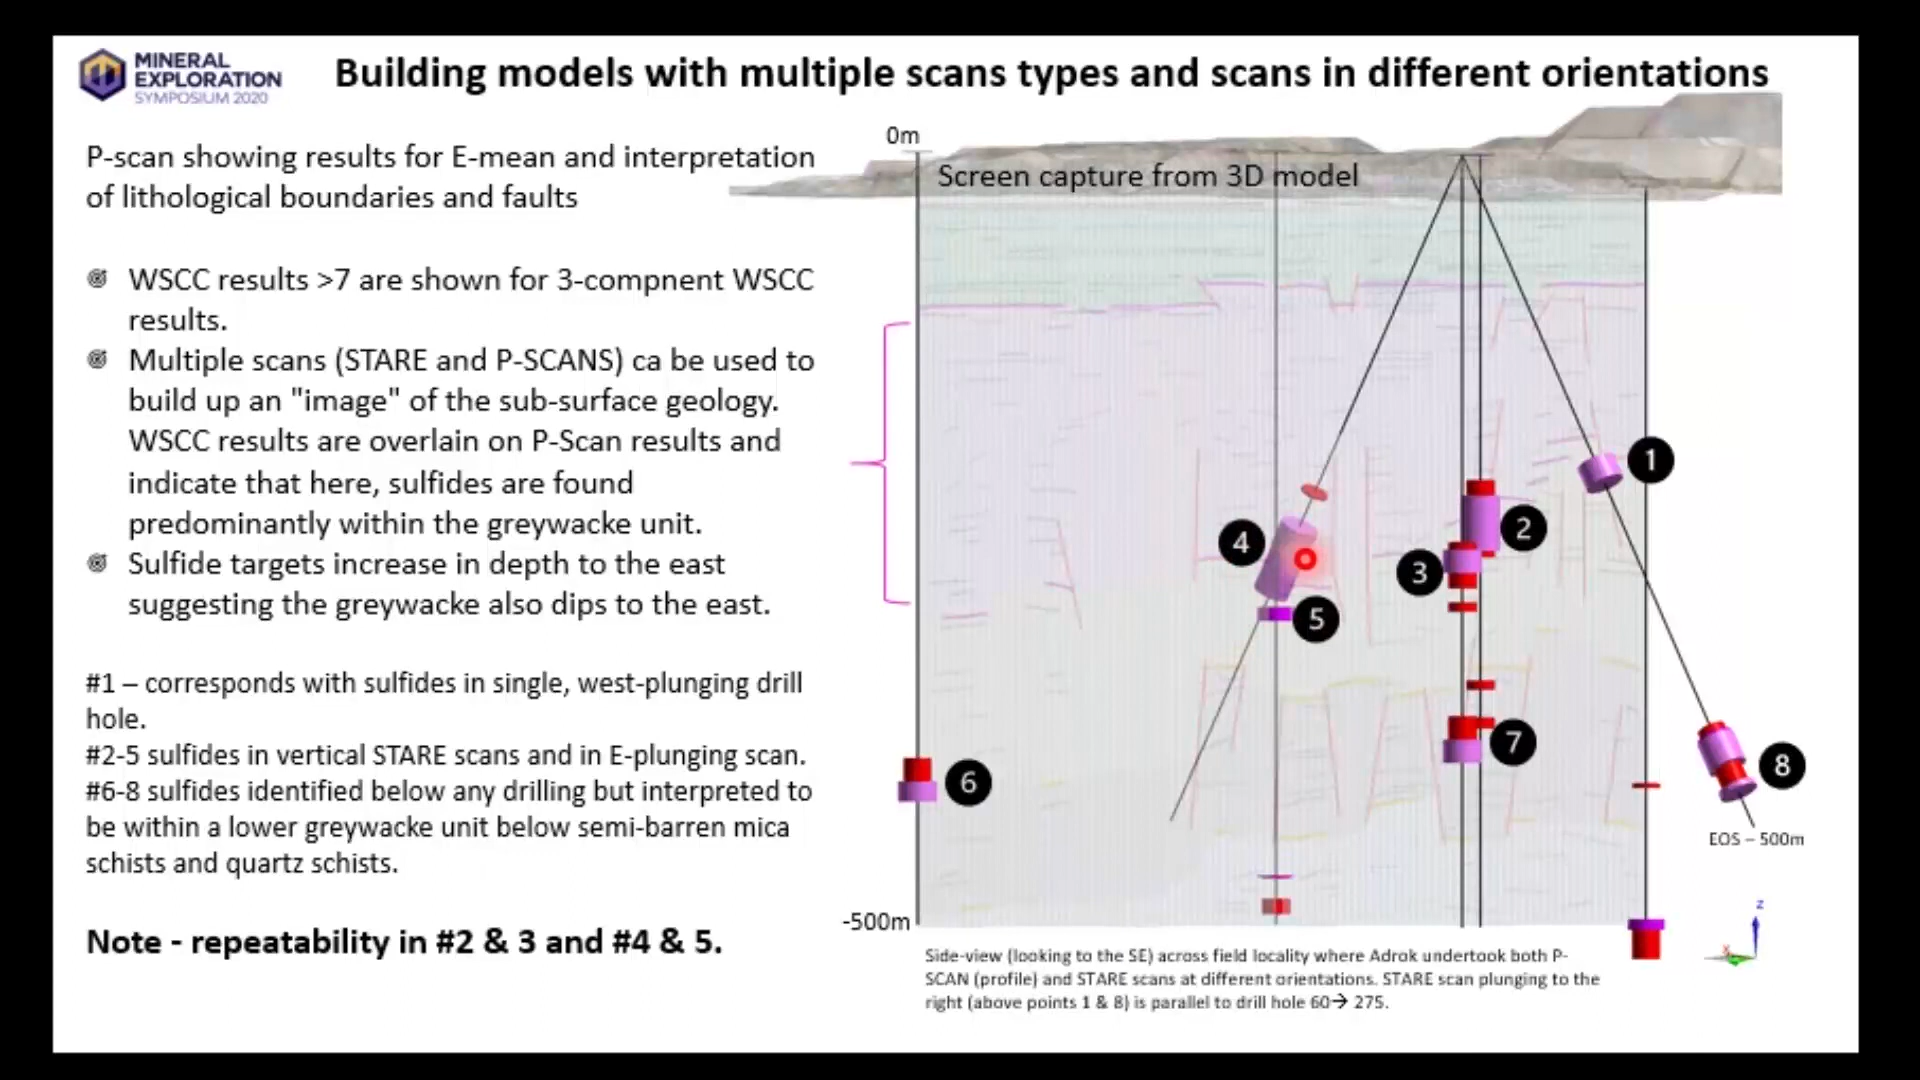 MINERAL
EXPLORATION
SYMPOSIUM 2020
Building models with multiple scans types and scans in different orientations
P-scan showing results for E-mean and interpretation
of lithological boundaries and faults
WSCC results >7 are shown for 3-compnent WSCC
results.
Multiple scans (STARE and P-SCANS) ca be used to
build up an "image" of the sub-surface geology.
WSCC results are overlain on P-Scan results and
indicate that here, sulfides are found
predominantly within the greywacke unit.
Sulfide targets increase in depth to the east
suggesting the greywacke also dips to the east.
#1 – corresponds with sulfides in single, west-plunging drill
hole.
#2-5 sulfides in vertical STARE scans and in E-plunging scan.
#6-8 sulfides identified below any drilling but interpreted to
be within a lower greywacke unit below semi-barren mica
schists and quartz schists.
Note - repeatability in #2 & 3 and #4 & 5.
0m
Screen capture from 3D model
1
2
4
3
5
7
8
6
EOS – 500m
-500m
z
x
Side-view (looking to the SE) across field locality where Adrok undertook both P-
SCAN (profile) and STARE scans at different orientations. STARE scan plunging to the
right (above points 1 & 8) is parallel to drill hole 60→ 275.